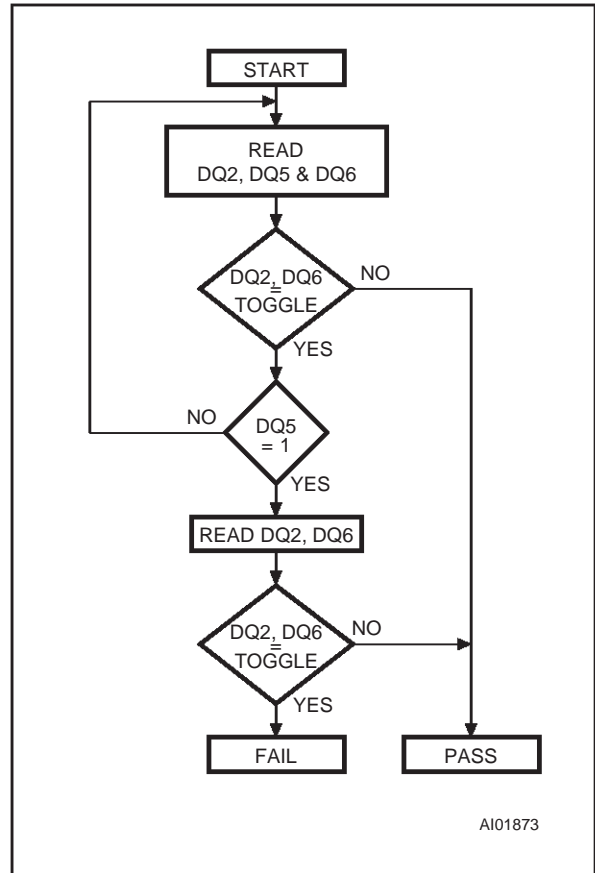 START
READ
DQ2, DQ5 & DQ6
DQ2, DQ6
=
TOGGLE
NO
YES
NO
DQ5
= 1
YES
READ DQ2, DQ6
DQ2, DQ6
=
TOGGLE
NO
YES
FAIL
PASS
AI01873